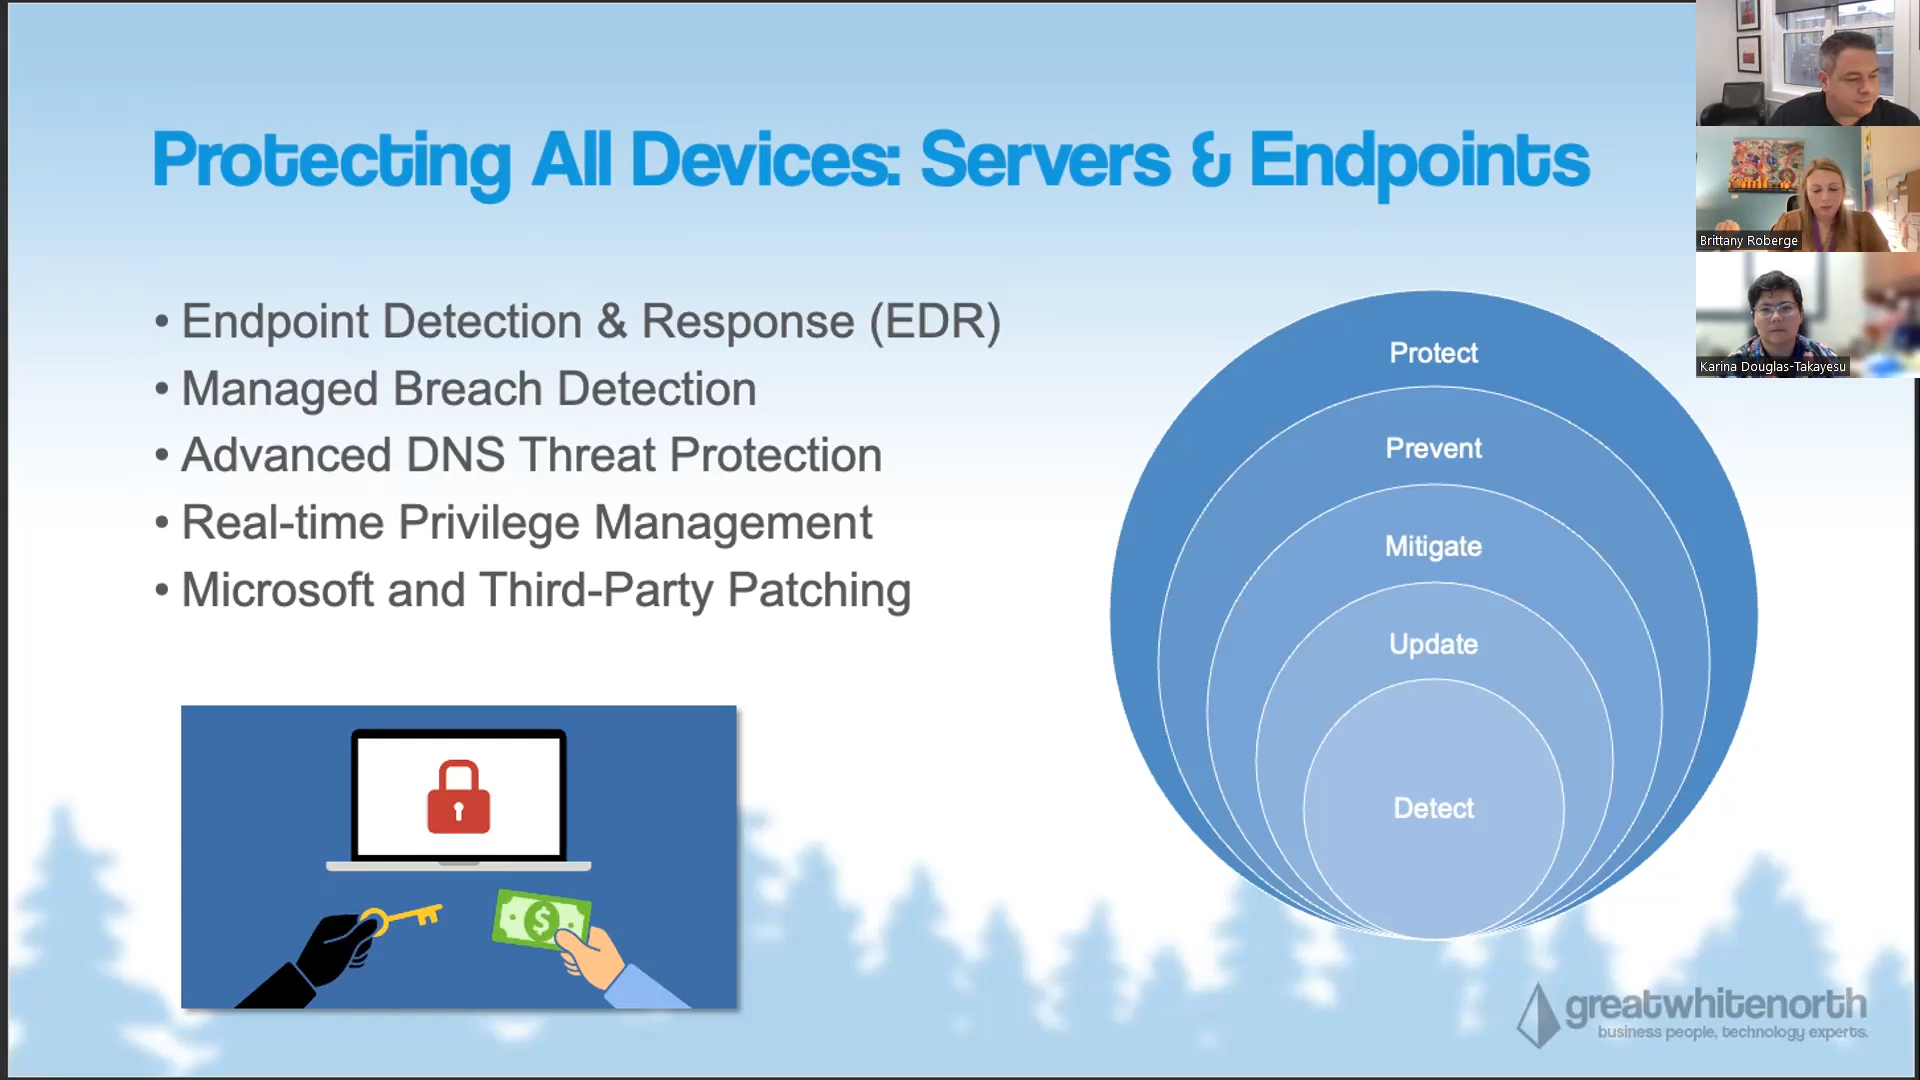 Protecting All Devices: Servers & Endpoints
• Endpoint Detection & Response (EDR)
• Managed Breach Detection
• Advanced DNS Threat Protection
• Real-time Privilege Management
• Microsoft and Third-Party Patching
Protect
Prevent
Mitigate
Update
Detect
$
greatwhitenorth
business people, technology experts.
Brittany Roberge
Karina Douglas-Takayesu